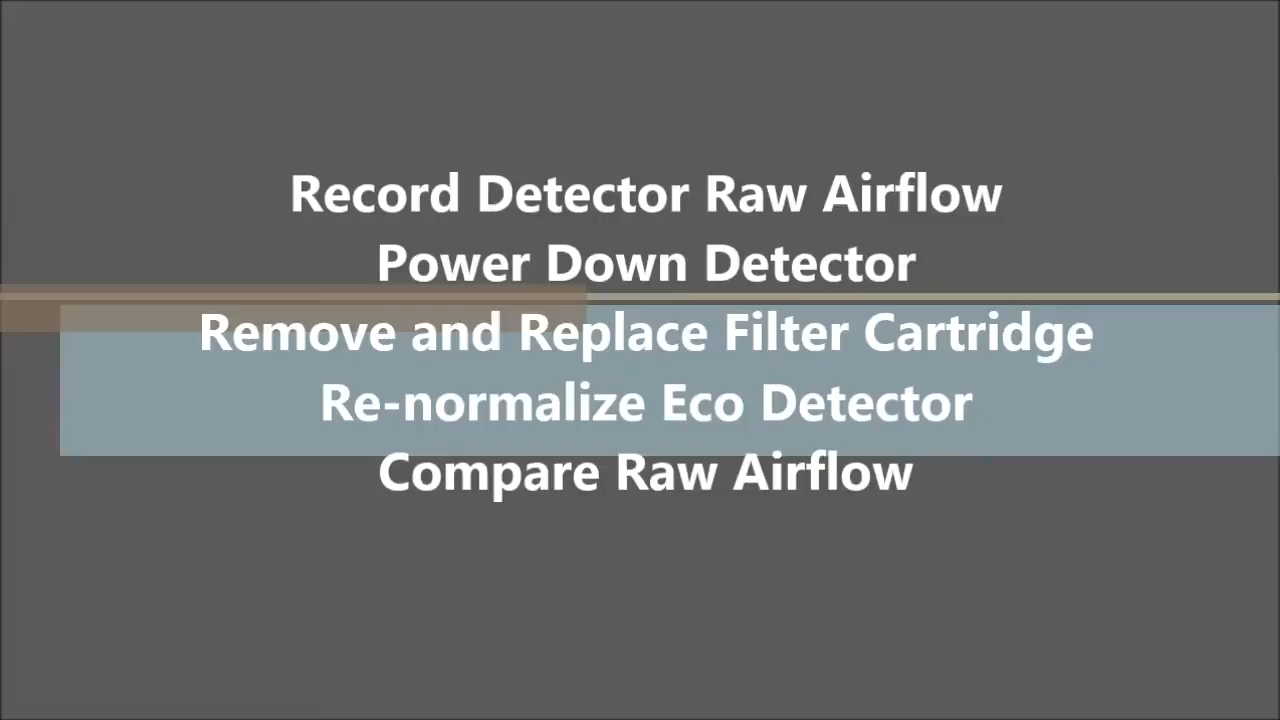 Record Detector Raw Airflow
Power Down Detector
Remove and Replace Filter Cartridge
Re-normalize Eco Detector
Compare Raw Airflow